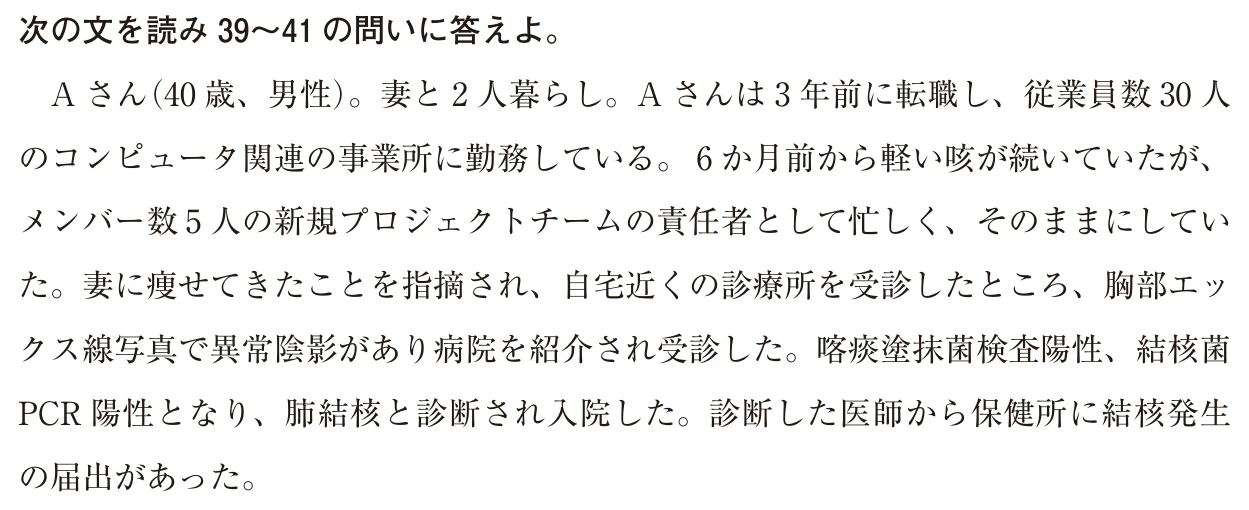 次の文を読み 39〜41 の問いに答えよ。
A さん(40 歳、男性)。妻と 2 人暮らし。A さんは 3 年前に転職し、従業員数 30 人
のコンピュータ関連の事業所に勤務している。6 か月前から軽い咳が続いていたが、
メンバー数 5 人の新規プロジェクトチームの責任者として忙しく、そのままにしてい
た。妻に痩せてきたことを指摘され、自宅近くの診療所を受診したところ、胸部エッ
クス線写真で異常陰影があり病院を紹介され受診した。喀痰塗抹菌検査陽性、結核菌
PCR 陽性となり、肺結核と診断され入院した。診断した医師から保健所に結核発生
の届出があった。